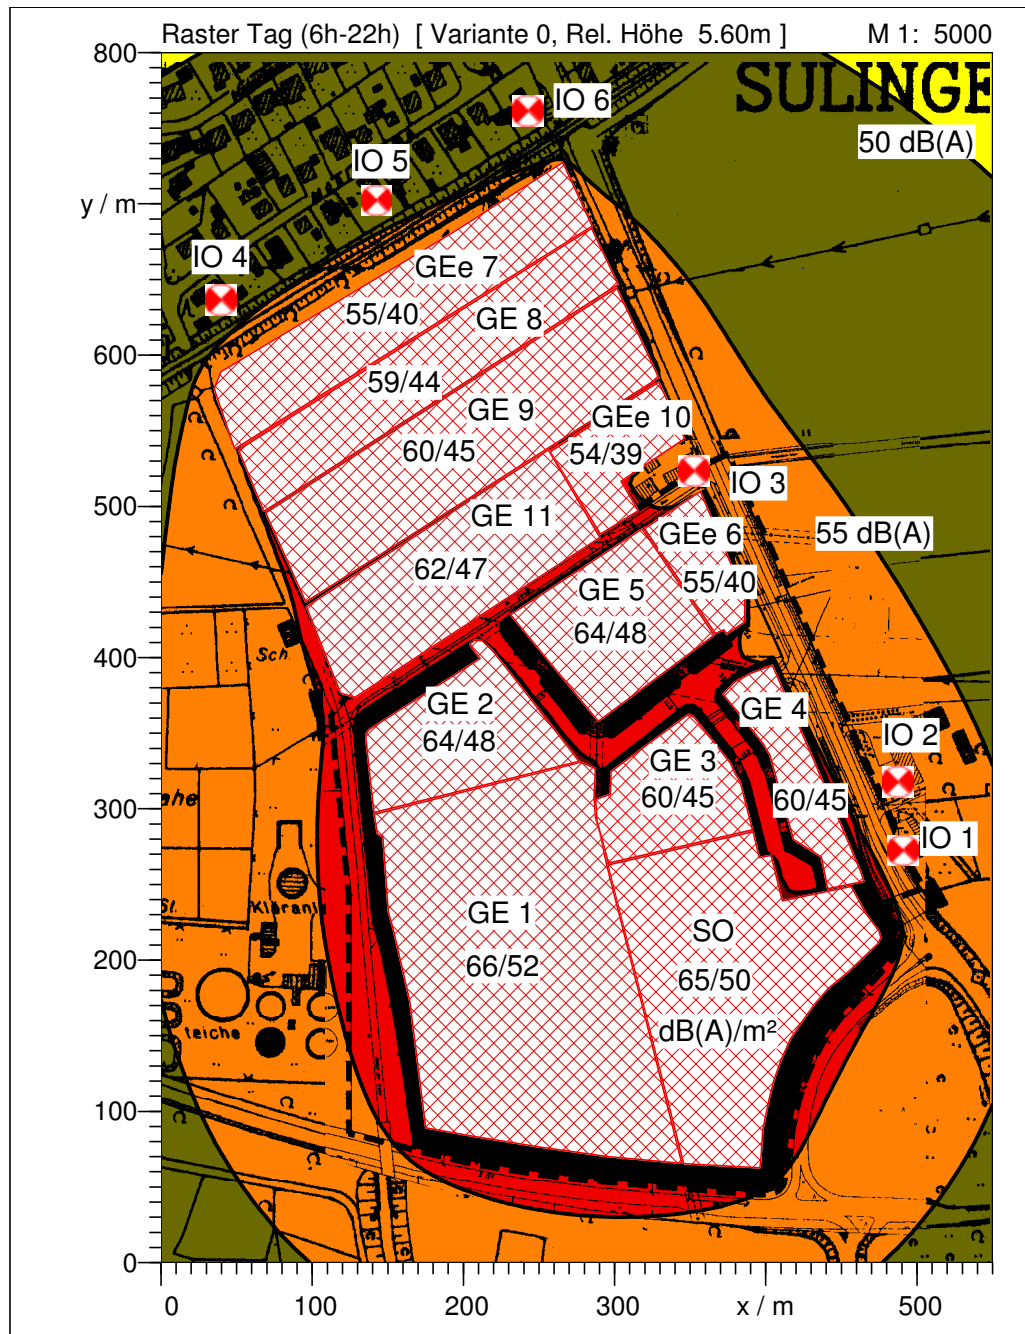 Raster Tag (6h-22h) [ Variante 0, Rel. Höhe 5.60m ] M 1: 5000
800
SULINGE
IO 6
50 dB(A)
IO 5
y / m
IO 4
GEe 7
55/40
GE 8
600
59/44
GE 9
GEe 10
60/45
54/39
IO 3
500
GE 11
GEe 6
55 dB(A)
62/47
GE 5
55/40
64/48
Sch.
400
GE 2
GE 4
64/48
IO 2
GE 3
60/45
60/45
ahe
300
IO 1
Kläranl
St.
GE 1
SO
200
66/52
65/50
teiche
dB(A)/m²
100
0
0 100 200 300 x / m 500